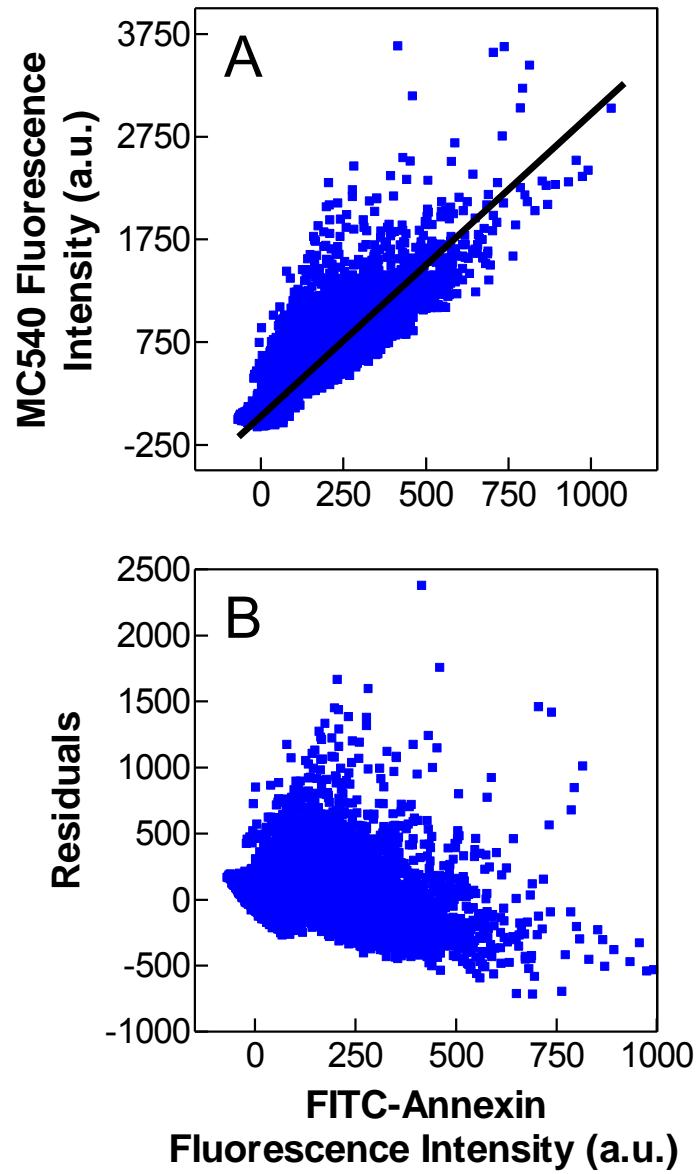 A
MC540 Fluorescence
Intensity (a.u.)
3750
2750
1750
750
-250
0 250 500 750 1000
B
Residuals
2500
2000
1500
1000
500
0
-500
-1000
0 250 500 750 1000
FITC-Annexin
Fluorescence Intensity (a.u.)